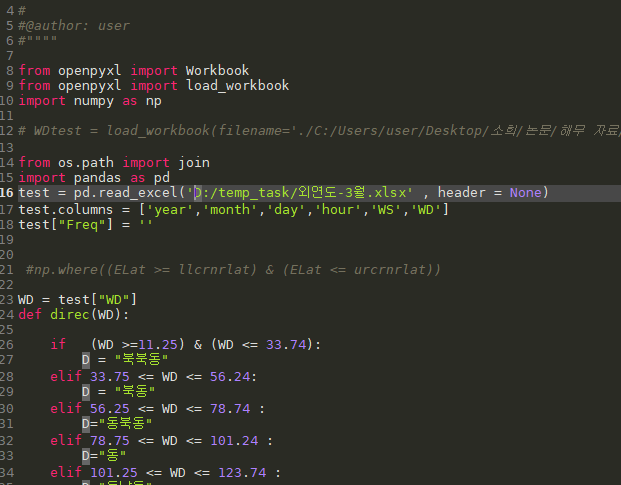 4 #
5 #@author: user
6 #""""
7
8 from openpyxl import Workbook
9 from openpyxl import load_workbook
10 import numpy as np
11
12 # WDtest = load_workbook(filename='./C:/Users/user/Desktop/소희/논문/해무 자료/
13
14 from os.path import join
15 import pandas as pd
16 test = pd.read_excel('D:/temp_task/외연도-3월.xlsx' , header = None)
17 test.columns = ['year','month','day','hour','WS','WD']
18 test["Freq"] = ''
19
20
21 #np.where((ELat >= llcrnrlat) & (ELat <= urcrnrlat))
22
23 WD = test["WD"]
24 def direc(WD):
25
26 if (WD >=11.25) & (WD <= 33.74):
27 D = "북북동"
28 elif 33.75 <= WD <= 56.24:
29 D = "북동"
30 elif 56.25 <= WD <= 78.74 :
31 D="동북동"
32 elif 78.75 <= WD <= 101.24 :
33 D="동"
34 elif 101.25 <= WD <= 123.74 :